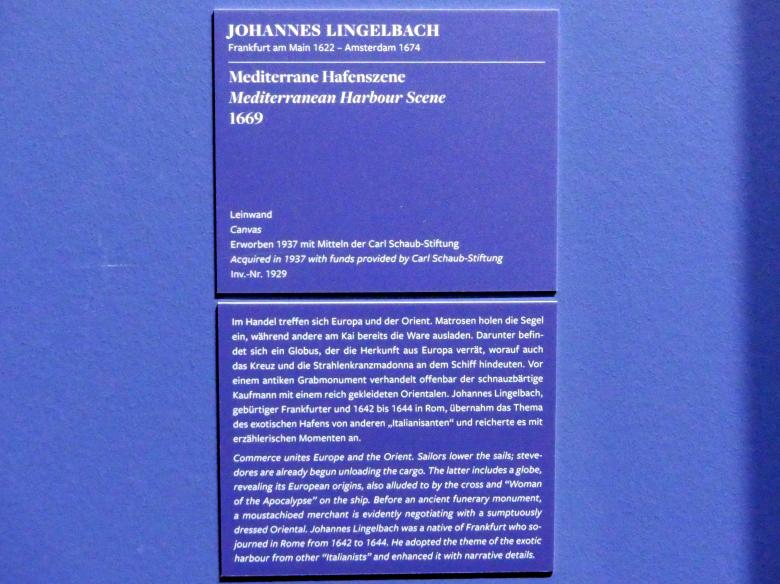 JOHANNES LINGELBACH
Frankfurt am Main 1622 – Amsterdam 1674
Mediterrane Hafenszene
Mediterranean Harbour Scene
1669
Leinwand
Canvas
Erworben 1937 mit Mitteln der Carl Schaub-Stiftung
Acquired in 1937 with funds provided by Carl Schaub-Stiftung
Inv.-Nr. 1929
Im Handel treffen sich Europa und der Orient. Matrosen holen die Segel
ein, während andere am Kai bereits die Ware ausladen. Darunter befin-
det sich ein Globus, der die Herkunft aus Europa verrät, worauf auch
das Kreuz und die Strahlenkranzmadonna an dem Schiff hindeuten. Vor
einem antiken Grabmonument verhandelt offenbar der schnauzbärtige
Kaufmann mit einem reich gekleideten Orientalen. Johannes Lingelbach,
gebürtiger Frankfurter und 1642 bis 1644 in Rom, übernahm das Thema
des exotischen Hafens von anderen „Italianisanten“ und reicherte es mit
erzählerischen Momenten an.
Commerce unites Europe and the Orient. Sailors lower the sails; steve-
dores are already begun unloading the cargo. The latter includes a globe,
revealing its European origins, also alluded to by the cross and “Woman
of the Apocalypse” on the ship. Before an ancient funerary monument,
a moustachioed merchant is evidently negotiating with a sumptuously
dressed Oriental. Johannes Lingelbach was a native of Frankfurt who so-
journed in Rome from 1642 to 1644. He adopted the theme of the exotic
harbour from other “Italianists” and enhanced it with narrative details.